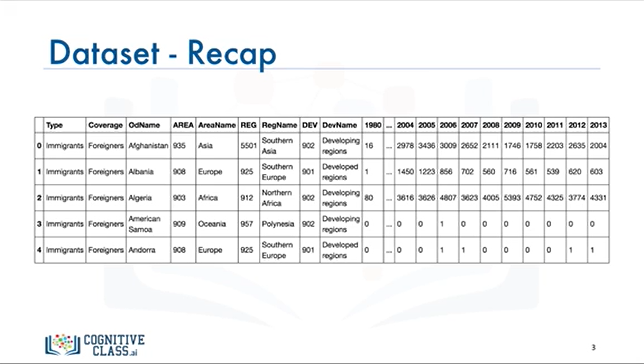 Dataset - Recap
Type Coverage OdName AREA AreaName REG RegName DEV DevName 1980 ... 2004 2005 2006 2007 2008 2009 2010 2011 2012 2013
0 Immigrants Foreigners Afghanistan 935 Asia 5501 Southern Asia 902 Developing regions 16 ... 2978 3436 3009 2652 2111 1746 1758 2203 2635 2004
1 Immigrants Foreigners Albania 908 Europe 925 Southern Europe 901 Developed regions 1 ... 1450 1223 856 702 560 716 561 539 620 603
2 Immigrants Foreigners Algeria 903 Africa 912 Northern Africa 902 Developing regions 80 ... 3616 3626 4807 3623 4005 5393 4752 4325 3774 4331
3 Immigrants Foreigners American Samoa 909 Oceania 957 Polynesia 902 Developing regions 0 ... 0 0 1 0 0 0 0 0 0 0
4 Immigrants Foreigners Andorra 908 Europe 925 Southern Europe 901 Developed regions 0 ... 0 0 1 1 0 0 0 0 1 1
COGNITIVE
CLASS.ai
3